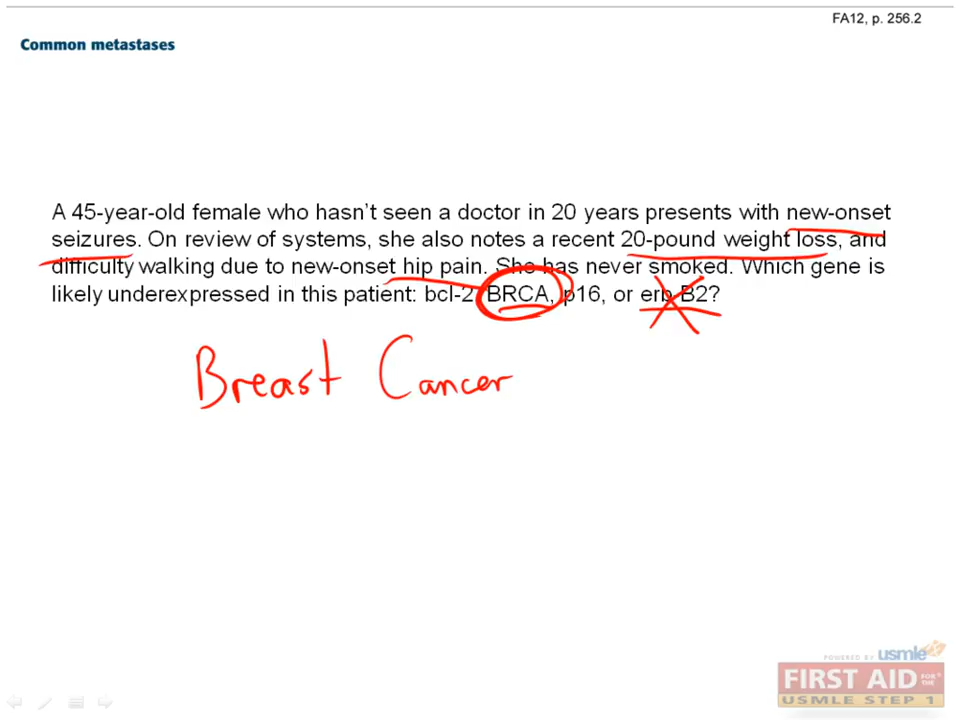 FA12, p. 256.2
Common metastases
A 45-year-old female who hasn't seen a doctor in 20 years presents with new-onset
seizures. On review of systems, she also notes a recent 20-pound weight loss, and
difficulty walking due to new-onset hip pain. She has never smoked. Which gene is
likely underexpressed in this patient: bcl-2, BRCA, p16, or erb-B2?
Breast Cancer
POWERED BY usmlerx
FIRST AID FOR THE
USMLE STEP 1